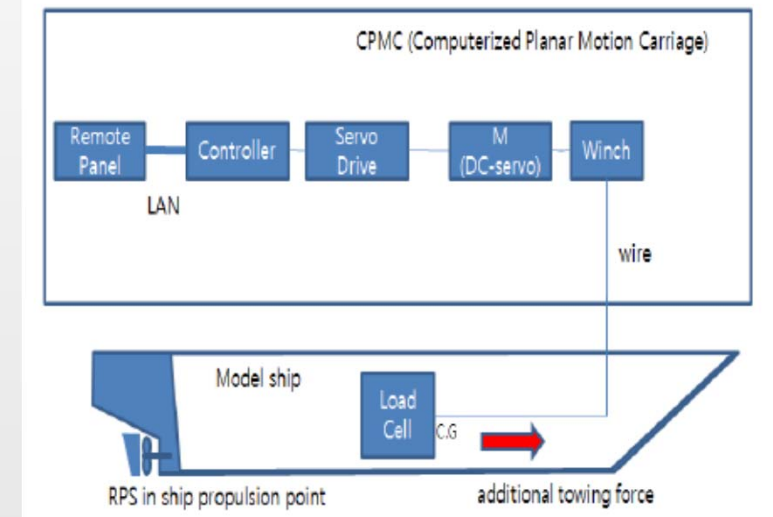 CPMC (Computerized Planar Motion Carriage)
Remote
Panel
Controller
Servo
Drive
M
(DC-servo)
Winch
LAN
wire
Model ship
Load
Cell
C.G
RPS in ship propulsion point
additional towing force